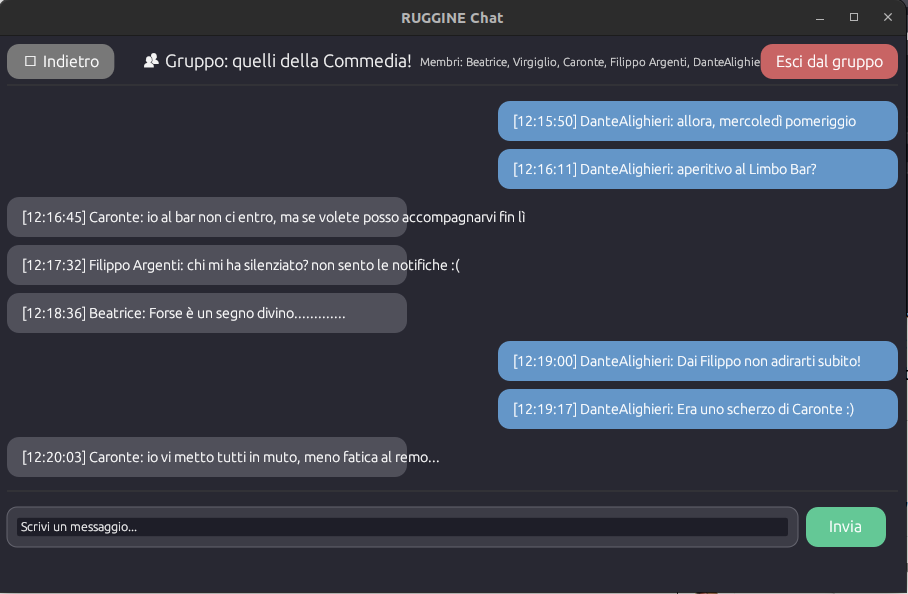 RUGGINE Chat
Indietro
Gruppo: quelli della Commedia! Membri: Beatrice, Virgiglio, Caronte, Filippo Argenti, DanteAlighie
Esci dal gruppo
[12:15:50] DanteAlighieri: allora, mercoledì pomeriggio
[12:16:11] DanteAlighieri: aperitivo al Limbo Bar?
[12:16:45] Caronte: io al bar non ci entro, ma se volete posso accompagnarvi fin lì
[12:17:32] Filippo Argenti: chi mi ha silenziato? non sento le notifiche :(
[12:18:36] Beatrice: Forse è un segno divino.............
[12:19:00] DanteAlighieri: Dai Filippo non adirarti subito!
[12:19:17] DanteAlighieri: Era uno scherzo di Caronte :)
[12:20:03] Caronte: io vi metto tutti in muto, meno fatica al remo...
Scrivi un messaggio...
Invia